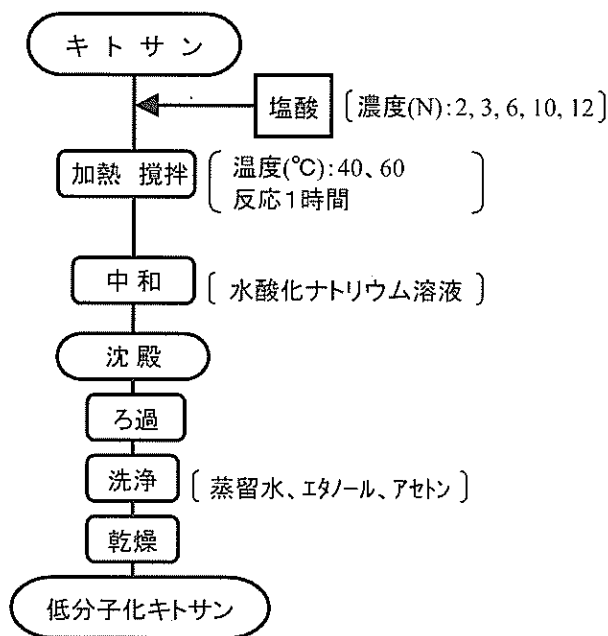 キトサン
塩酸 〔濃度(N):2, 3, 6, 10, 12〕
加熱 撹拌 〔温度(℃):40、60
反応1時間〕
中和 〔水酸化ナトリウム溶液〕
沈殿
ろ過
洗浄 〔蒸留水、エタノール、アセトン〕
乾燥
低分子化キトサン